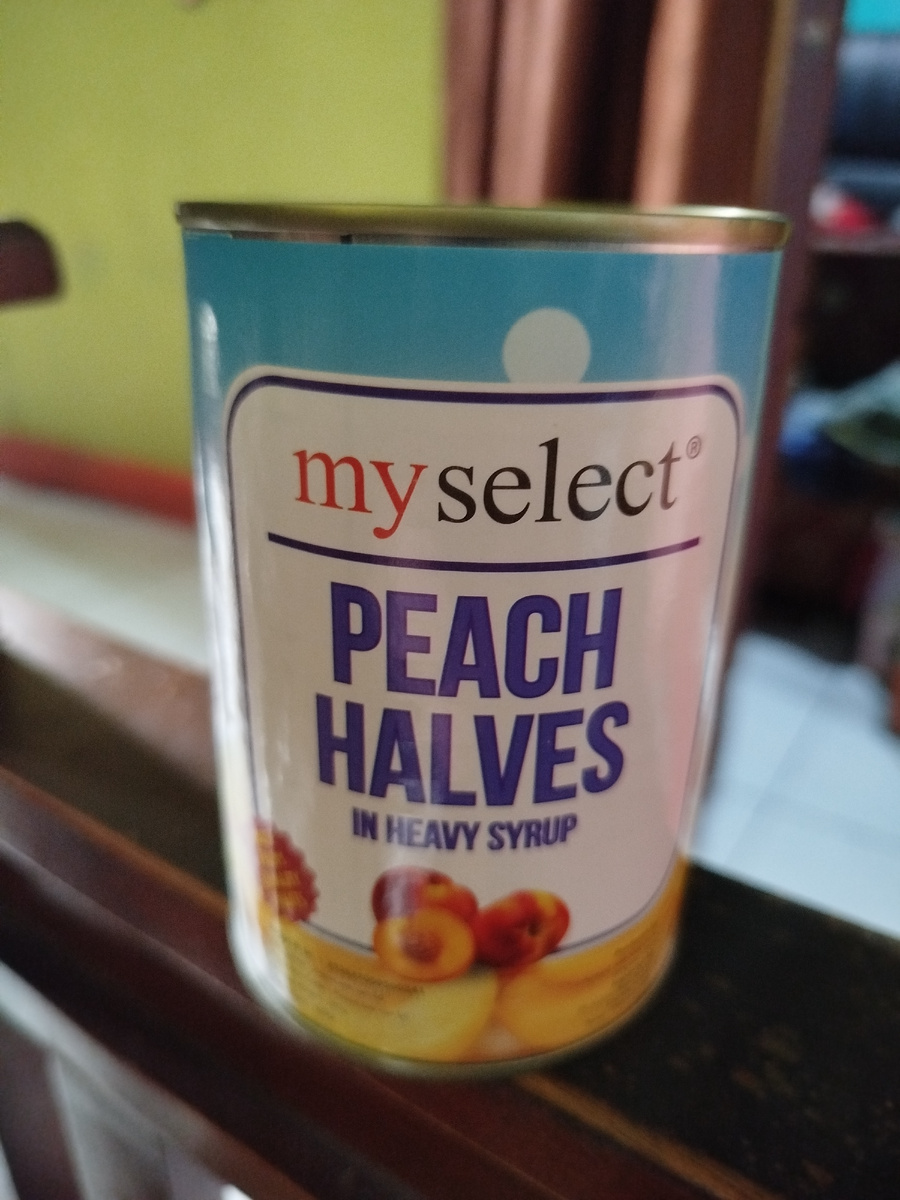 myselect®
PEACH
HALVES
IN HEAVY SYRUP